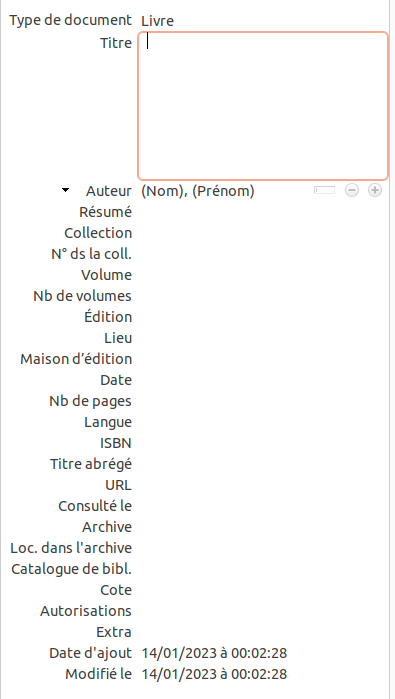 Type de document Livre
Titre
Auteur (Nom), (Prénom)
Résumé
Collection
N° ds la coll.
Volume
Nb de volumes
Édition
Lieu
Maison d’édition
Date
Nb de pages
Langue
ISBN
Titre abrégé
URL
Consulté le
Archive
Loc. dans l'archive
Catalogue de bibl.
Cote
Autorisations
Extra
Date d'ajout 14/01/2023 à 00:02:28
Modifié le 14/01/2023 à 00:02:28